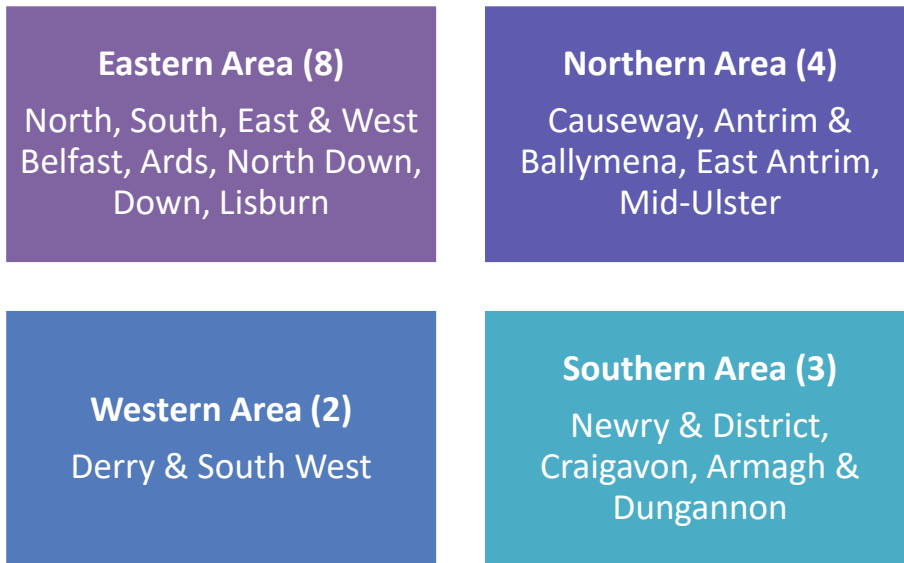 Eastern Area (8)
North, South, East & West
Belfast, Ards, North Down,
Down, Lisburn
Northern Area (4)
Causeway, Antrim &
Ballymena, East Antrim,
Mid-Ulster
Western Area (2)
Derry & South West
Southern Area (3)
Newry & District,
Craigavon, Armagh &
Dungannon